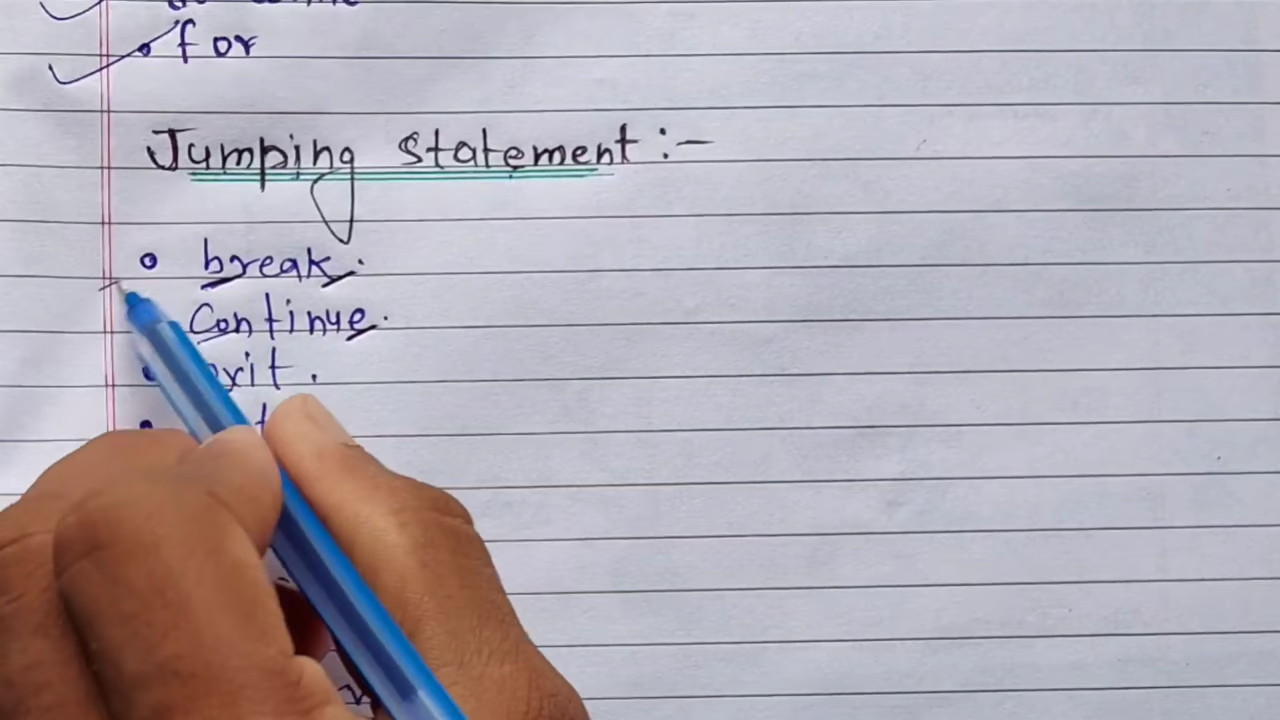 • for
Jumping statement :-
• break.
Continue.
exit.